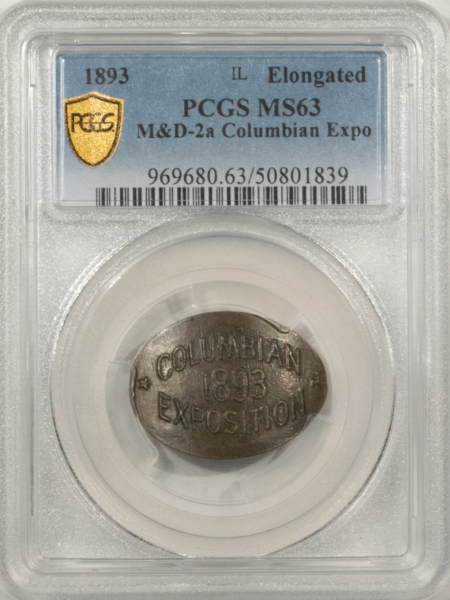 1893 IL Elongated
PCGS PCGS MS63
M&D-2a Columbian Expo
969680.63/50801839
COLUMBIAN
1893
EXPOSITION